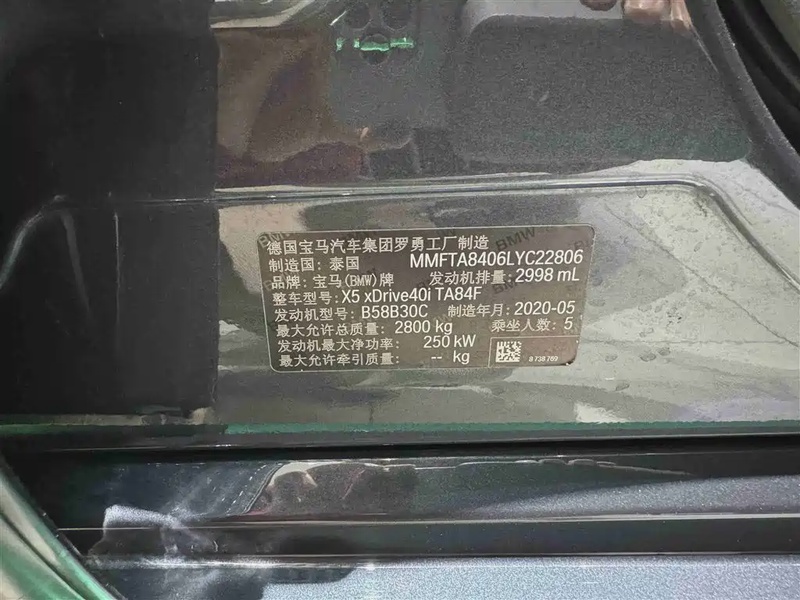 德国宝马汽车集团罗勇工厂制造
制造国：泰国 MMFTA8406LYC22806
品牌：宝马(BMW)牌 发动机排量：2998 mL
整车型号：X5 xDrive40i TA84F
发动机型号：B58B30C 制造年月：2020-05
最大允许总质量：2800 kg 乘坐人数：5
发动机最大净功率：250 kW
最大允许牵引质量：-- kg
8 738 769
BMW